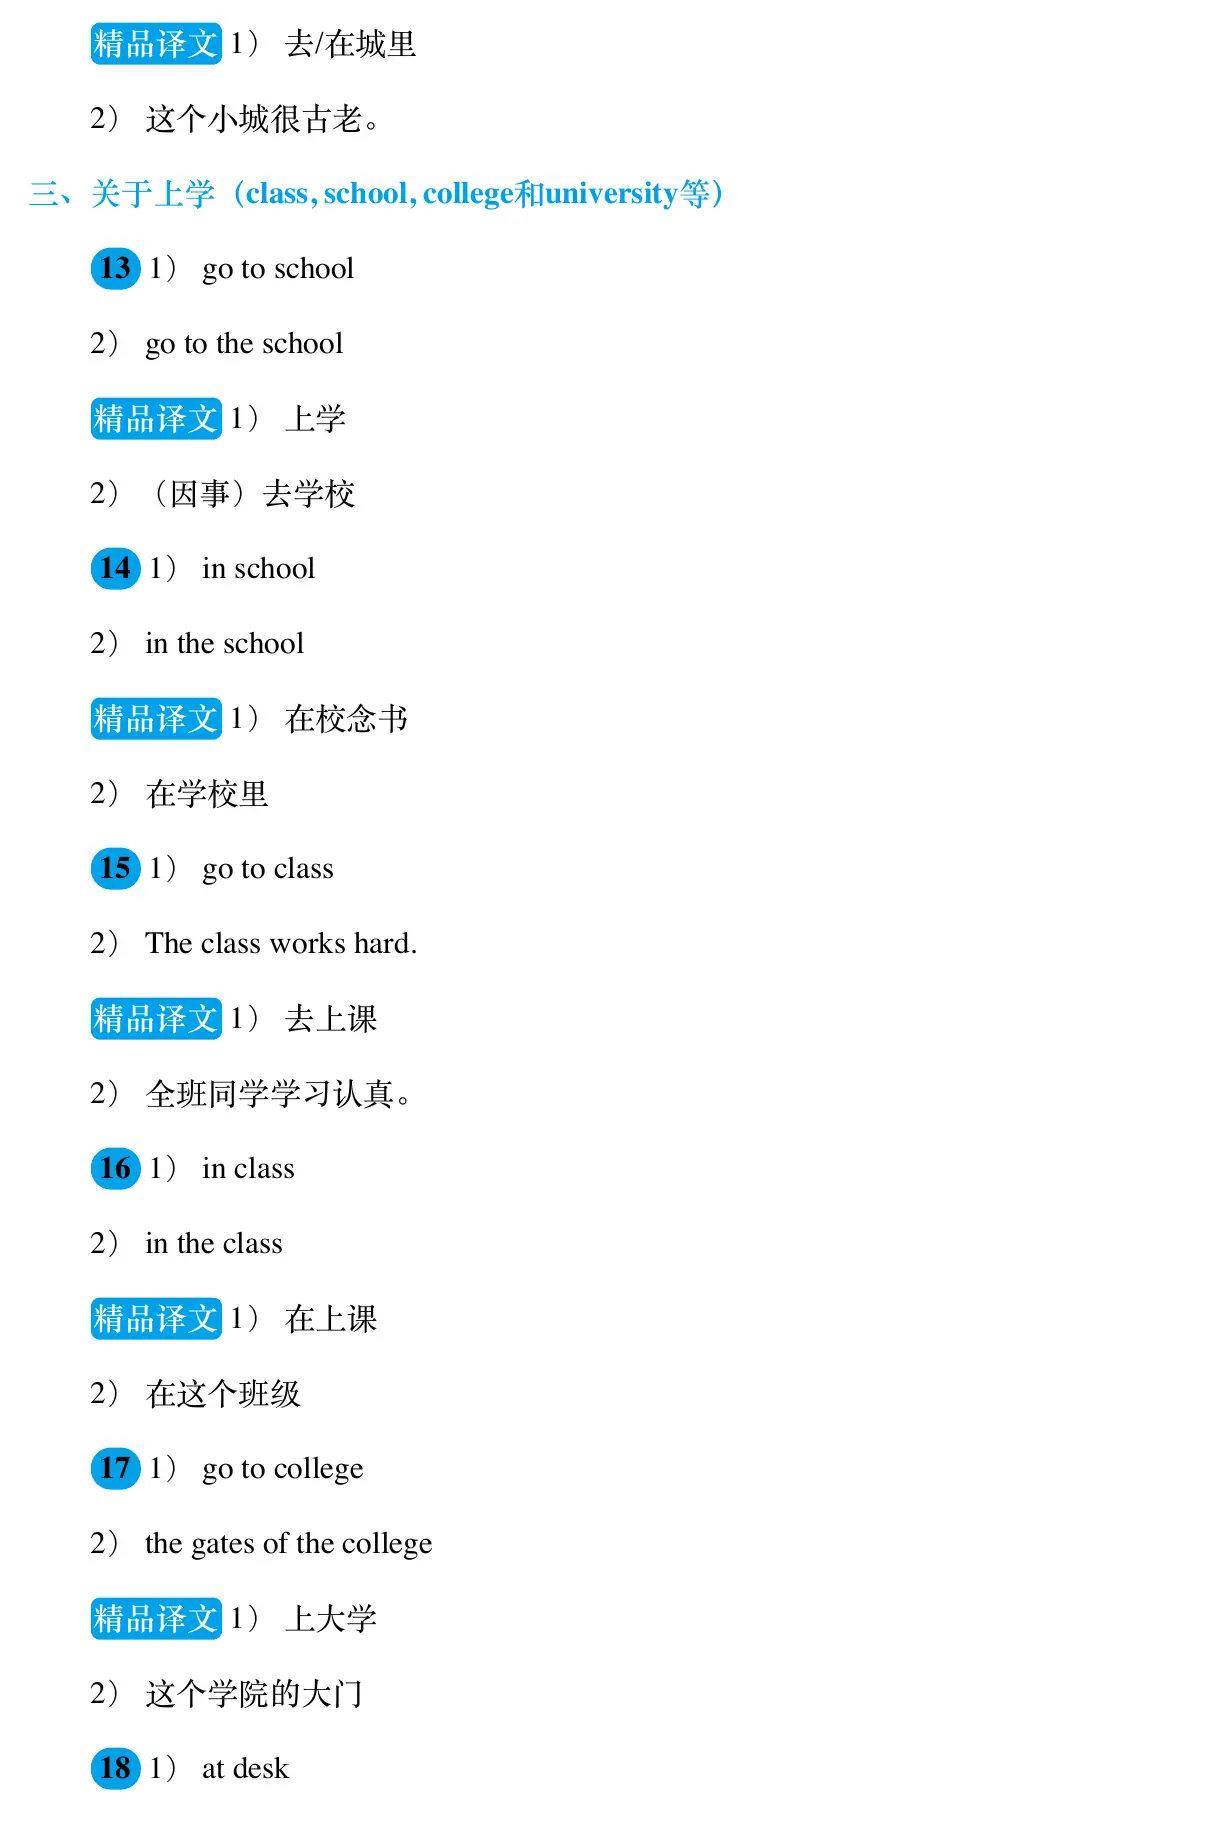 精品译文 1） 去/在城里
2） 这个小城很古老。
三、关于上学（class, school, college和university等）
13 1） go to school
2） go to the school
精品译文 1） 上学
2）（因事）去学校
14 1） in school
2） in the school
精品译文 1） 在校念书
2） 在学校里
15 1） go to class
2） The class works hard.
精品译文 1） 去上课
2） 全班同学学习认真。
16 1） in class
2） in the class
精品译文 1） 在上课
2） 在这个班级
17 1） go to college
2） the gates of the college
精品译文 1） 上大学
2） 这个学院的大门
18 1） at desk